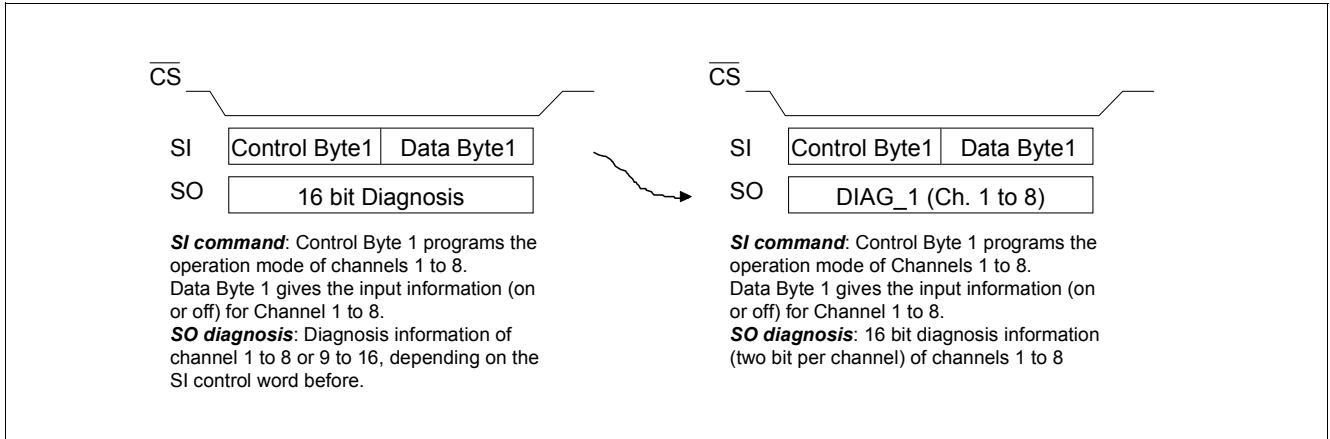 CS
SI Control Byte1 Data Byte1
SO 16 bit Diagnosis
SI command: Control Byte 1 programs the
operation mode of channels 1 to 8.
Data Byte 1 gives the input information (on
or off) for Channel 1 to 8.
SO diagnosis: Diagnosis information of
channel 1 to 8 or 9 to 16, depending on the
SI control word before.
CS
SI Control Byte1 Data Byte1
SO DIAG_1 (Ch. 1 to 8)
SI command: Control Byte 1 programs the
operation mode of Channels 1 to 8.
Data Byte 1 gives the input information (on
or off) for Channel 1 to 8.
SO diagnosis: 16 bit diagnosis information
(two bit per channel) of channels 1 to 8